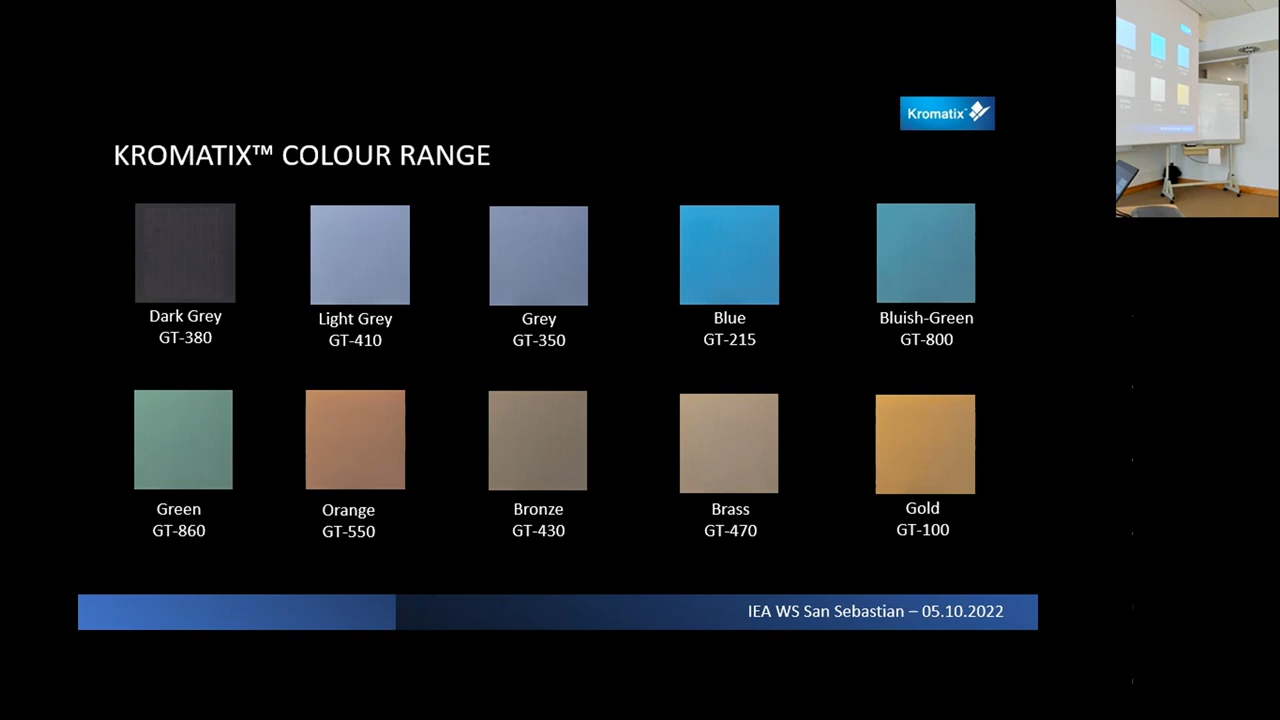 Kromatix™
KROMATIX™ COLOUR RANGE
Dark Grey
GT-380
Light Grey
GT-410
Grey
GT-350
Blue
GT-215
Bluish-Green
GT-800
Green
GT-860
Orange
GT-550
Bronze
GT-430
Brass
GT-470
Gold
GT-100
IEA WS San Sebastian – 05.10.2022